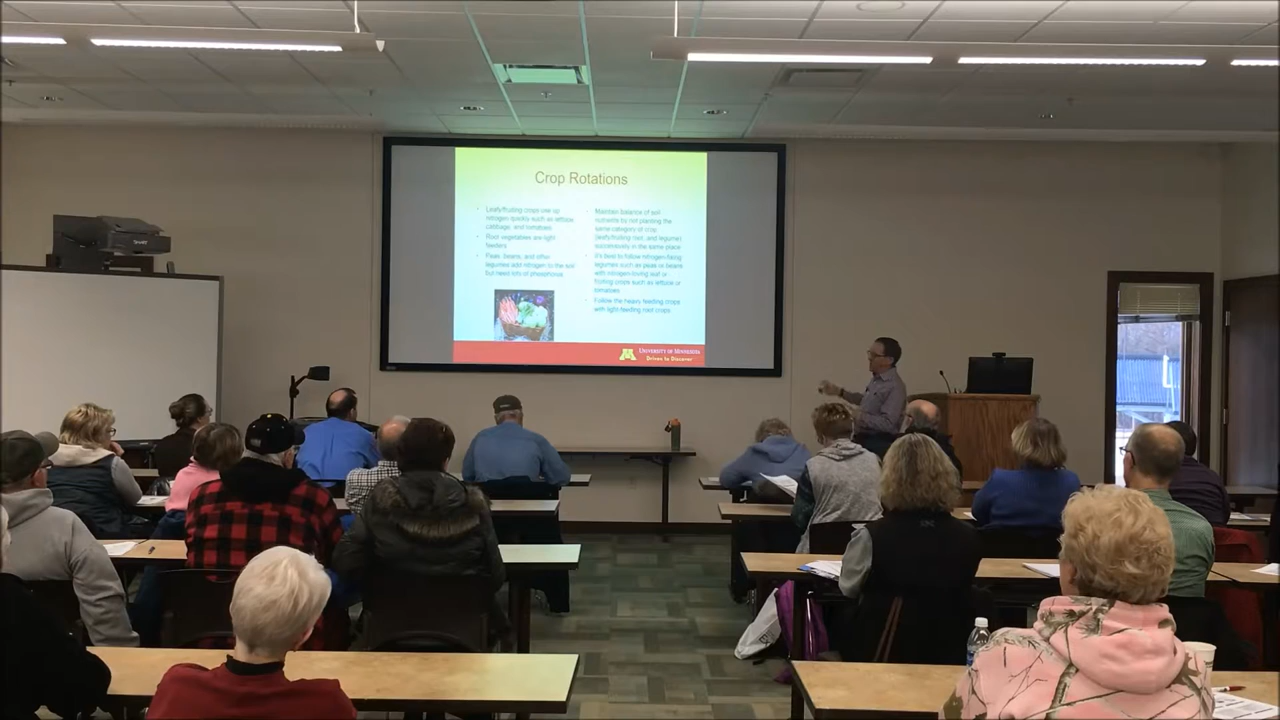 Crop Rotations
Leafy/fruiting crops use up
nitrogen quickly such as lettuce,
cabbage, and tomatoes
Root vegetables are light
feeders
Peas, beans, and other
legumes add nitrogen to the soil
but need lots of phosphorus
Maintain balance of soil
nutrients by not planting the
same category of crop
(leafy/fruiting root, and legume)
successively in the same place
It's best to follow nitrogen-fixing
legumes such as peas or beans
with nitrogen-loving leaf or
fruiting crops such as lettuce or
tomatoes
Follow the heavy-feeding crops
with light-feeding root crops
M
UNIVERSITY OF MINNESOTA
Driven to Discover